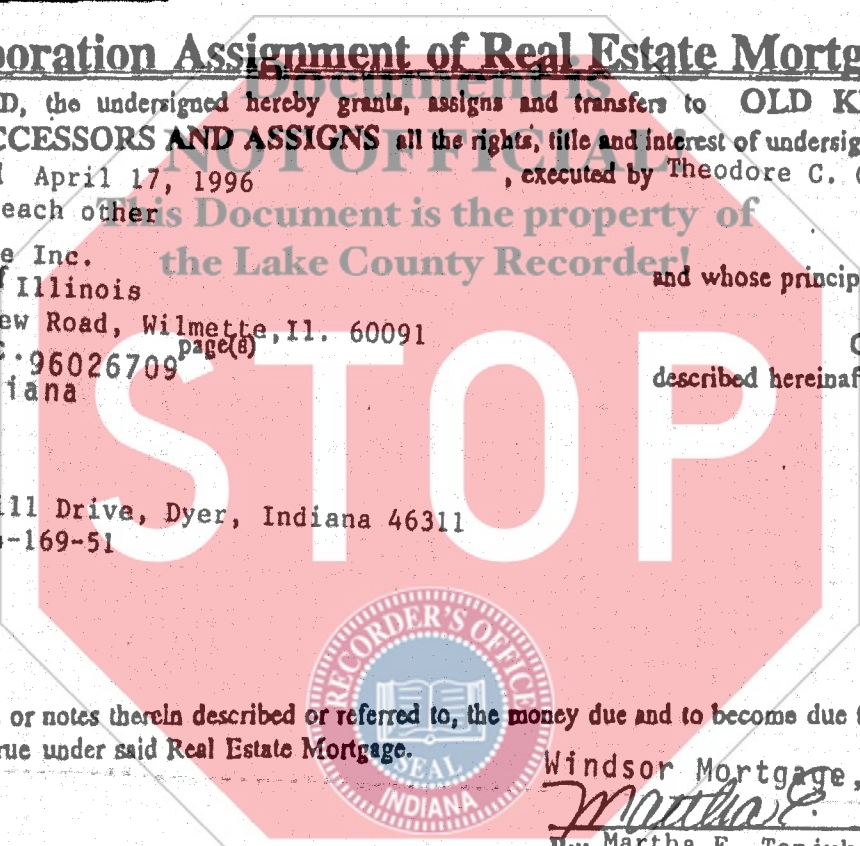 poration Assignment of Real Estate Mortg
Document is
D, the undersigned hereby grants, assigns and transfers to OLD K
CCESSORS AND ASSIGNS all the rights, title and interest of undersig
NOT OFFICIAL!
April 17, 1996 , executed by Theodore C.
each other
This Document is the property of
e Inc.
the Lake County Recorder!
and whose princip
f Illinois
ew Road, Wilmette, Il. 60091
page(s)
96026709
iana
described hereinaf
STOP
ill Drive, Dyer, Indiana 46311
-169-51
RECORDER'S OFFICE
or notes therein described or referred to, the money due and to become due
rue under said Real Estate Mortgage.
SEAL
INDIANA
Windsor Mortgage,
Martha E.
By: Martha E.